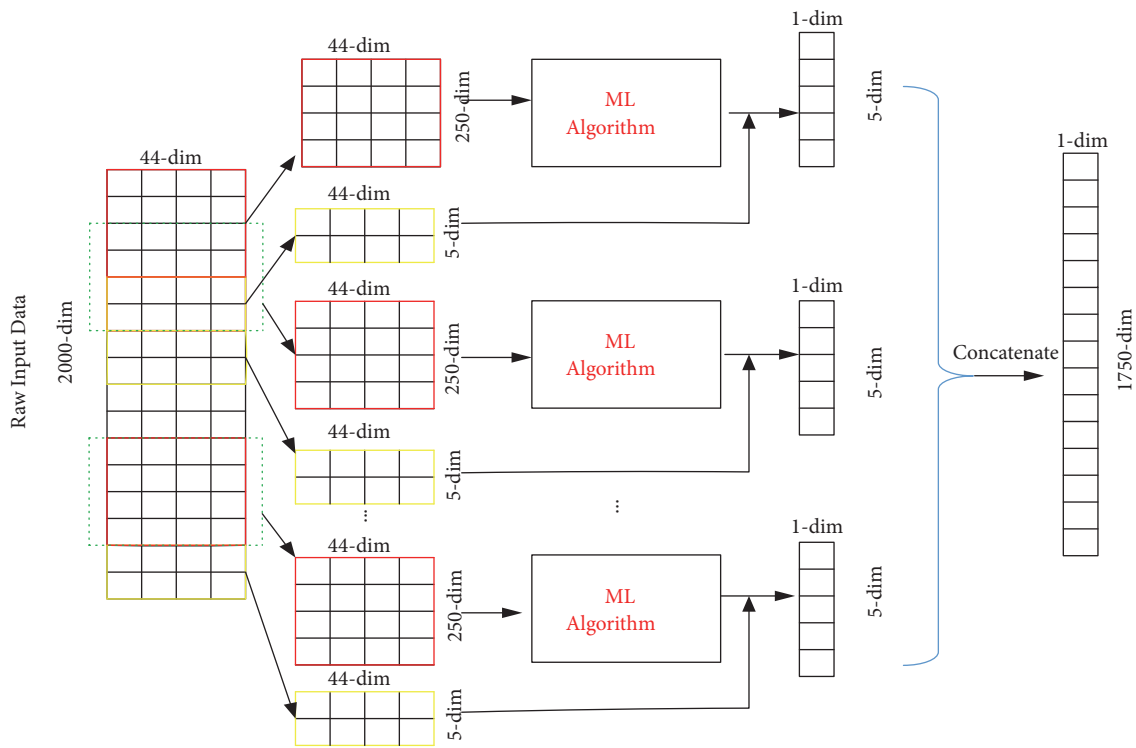 Raw Input Data
2000-dim
44-dim
44-dim
250-dim
ML
Algorithm
1-dim
5-dim
44-dim
5-dim
44-dim
250-dim
ML
Algorithm
1-dim
5-dim
44-dim
5-dim
...
...
44-dim
250-dim
ML
Algorithm
1-dim
5-dim
44-dim
5-dim
Concatenate
1-dim
1750-dim